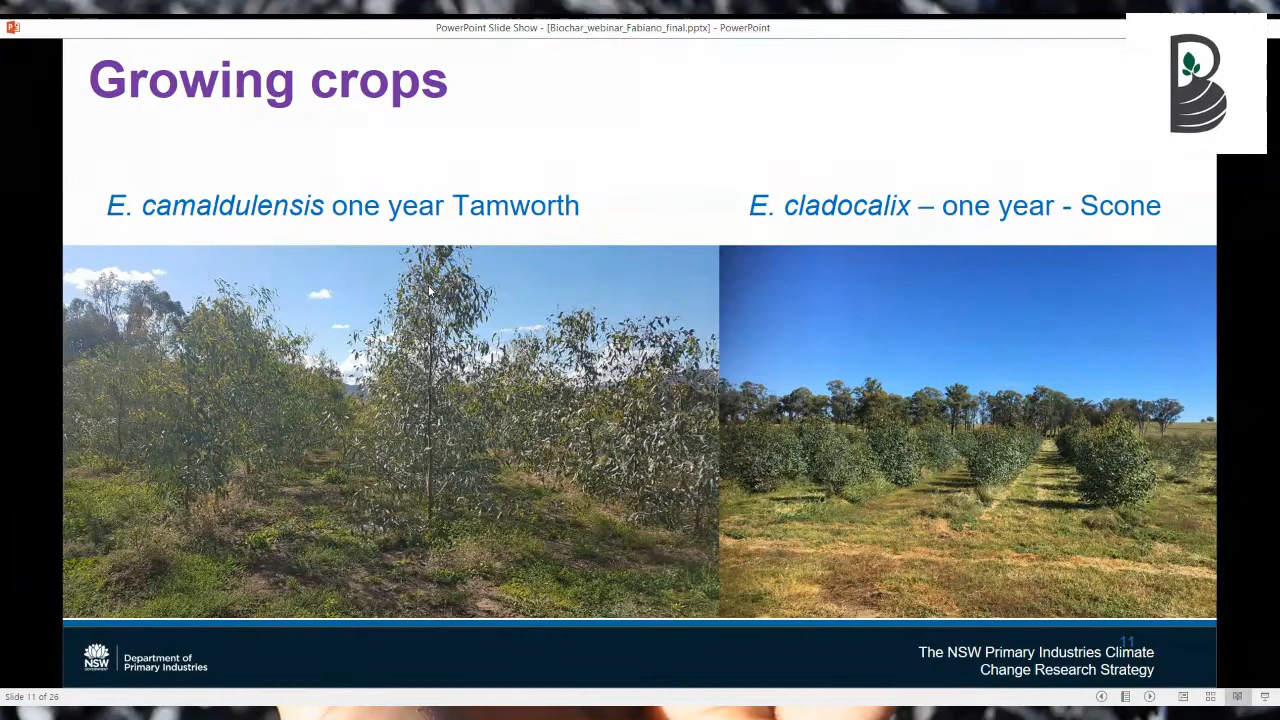 PowerPoint Slide Show - [Biochar_webinar_Fabiano_final.pptx] - PowerPoint
Growing crops
E. camaldulensis one year Tamworth
E. cladocalix – one year - Scone
NSW
GOVERNMENT
Department of
Primary Industries
11
The NSW Primary Industries Climate
Change Research Strategy
Slide 11 of 26